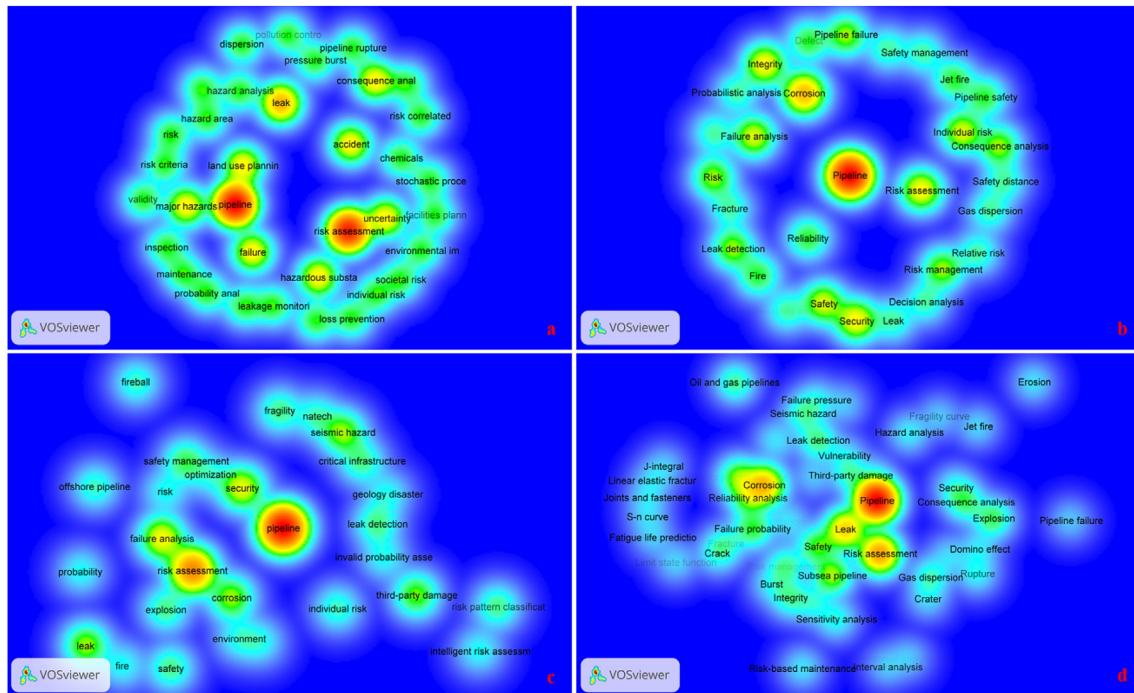 pollution contro
dispersion
pipeline rupture
pressure burst
consequence anal
hazard analysis
leak
hazard area
risk correlated
risk
accident
chemicals
risk criteria
land use plannin
stochastic proce
validity
major hazards
pipeline
uncertainty
facilities plann
risk assessment
inspection
failure
environmental im
maintenance
hazardous substa
societal risk
probability anal
individual risk
leakage monitori
loss prevention
VOSviewer
a
Pipeline failure
Defect
Safety management
Integrity
Jet fire
Probabilistic analysis
Corrosion
Pipeline safety
Failure analysis
Individual risk
Consequence analysis
Risk
Pipeline
Risk assessment
Safety distance
Fracture
Gas dispersion
Leak detection
Reliability
Relative risk
Fire
Risk management
Safety
Decision analysis
Security
Leak
VOSviewer
b
fireball
fragility
natech
seismic hazard
safety management
critical infrastructure
optimization
offshore pipeline
risk
security
geology disaster
pipeline
leak detection
failure analysis
invalid probability asse
probability
risk assessment
corrosion
third-party damage
explosion
individual risk
risk pattern classificat
environment
leak
intelligent risk assessm
fire
safety
VOSviewer
c
Oil and gas pipelines
Erosion
Failure pressure
Seismic hazard
Fragility curve
Jet fire
Hazard analysis
Leak detection
Vulnerability
J-integral
Third-party damage
Linear elastic fractur
Corrosion
Security
Joints and fasteners
Reliability analysis
Pipeline
Consequence analysis
S-n curve
Explosion
Pipeline failure
Failure probability
Leak
Fatigue life predictio
Fracture
Safety
Crack
Risk assessment
Domino effect
Limit state function
Risk management
Subsea pipeline
Gas dispersion
Rupture
Burst
Integrity
Crater
Sensitivity analysis
Risk-based maintenance
Interval analysis
VOSviewer
d